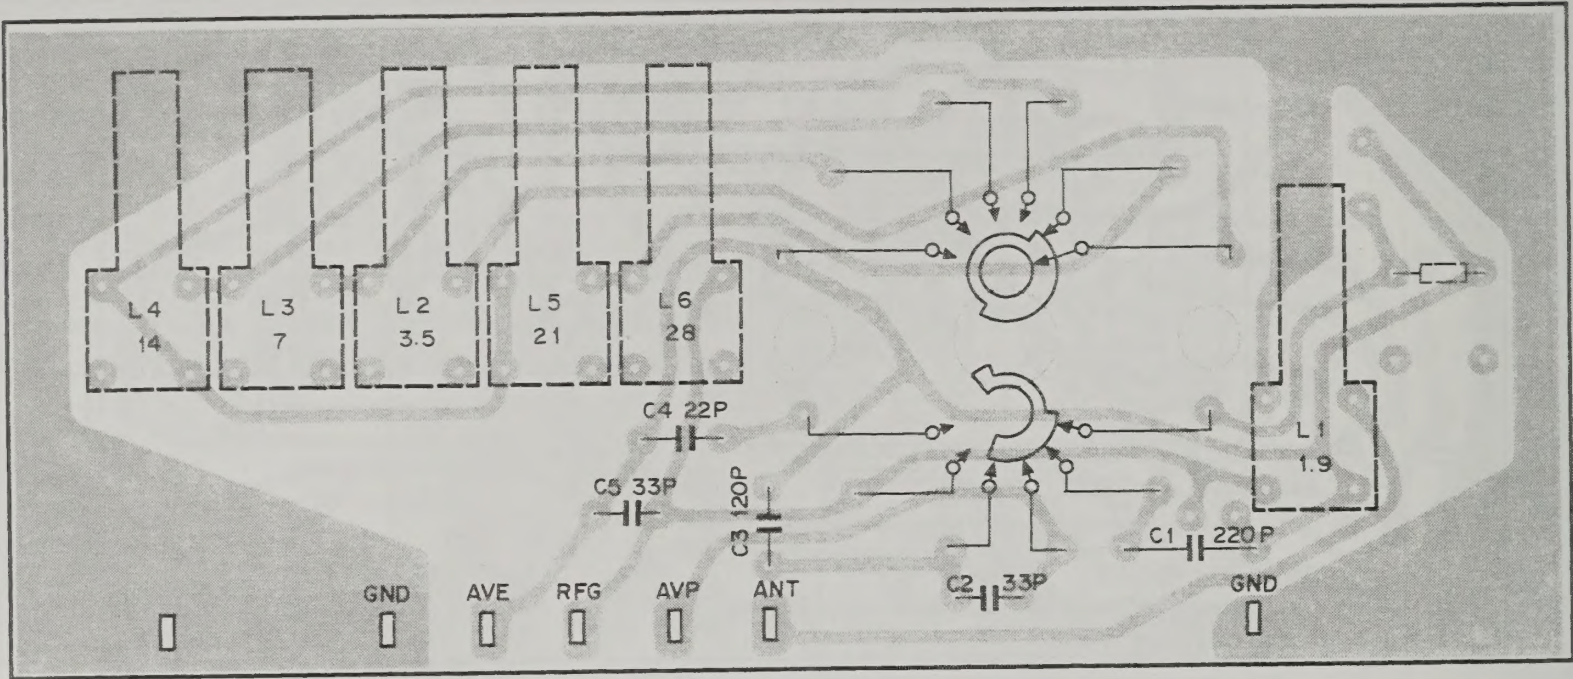 L4
14
L3
7
L2
3.5
L5
21
L6
28
L1
1.9
C4 22P
C5 33P
C3 120P
C1 220P
C2 33P
GND
AVE
RFG
AVP
ANT
GND